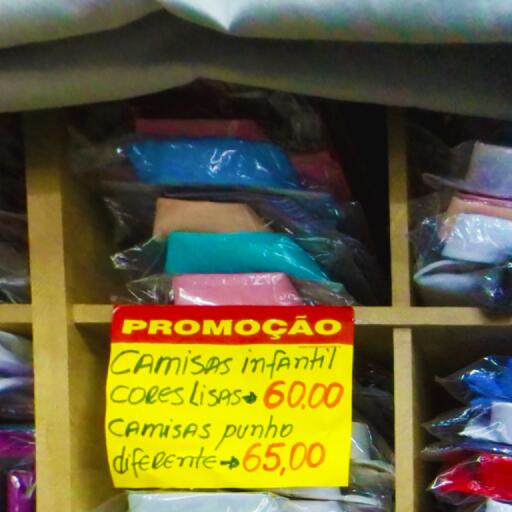 PROMOÇÃO
CAMISAS infANTIL
CORES LISAS→ 60,00
CAMISAS punho
diferente→65,00